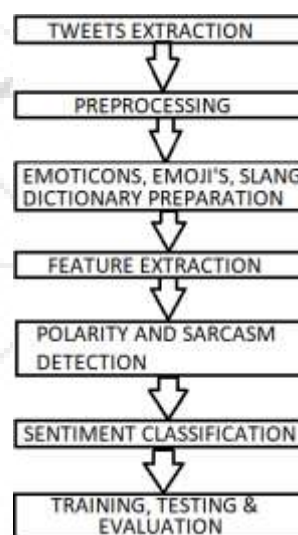 TWEETS EXTRACTION
PREPROCESSING
EMOTICONS, EMOJI'S, SLANG
DICTIONARY PREPARATION
FEATURE EXTRACTION
POLARITY AND SARCASM
DETECTION
SENTIMENT CLASSIFICATION
TRAINING, TESTING &
EVALUATION